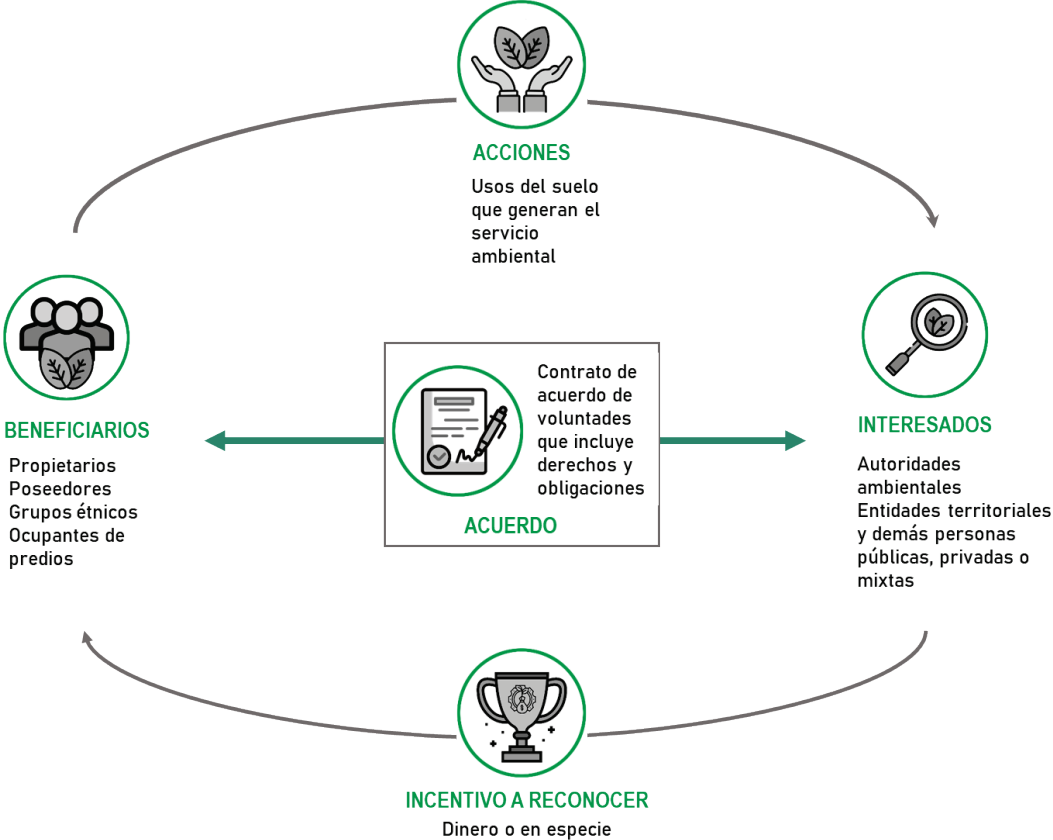 ACCIONES
Usos del suelo
que generan el
servicio
ambiental
BENEFICIARIOS
Propietarios
Poseedores
Grupos étnicos
Ocupantes de
predios
Contrato de
acuerdo de
voluntades
que incluye
derechos y
obligaciones
ACUERDO
INTERESADOS
Autoridades
ambientales
Entidades territoriales
y demás personas
públicas, privadas o
mixtas
INCENTIVO A RECONOCER
Dinero o en especie